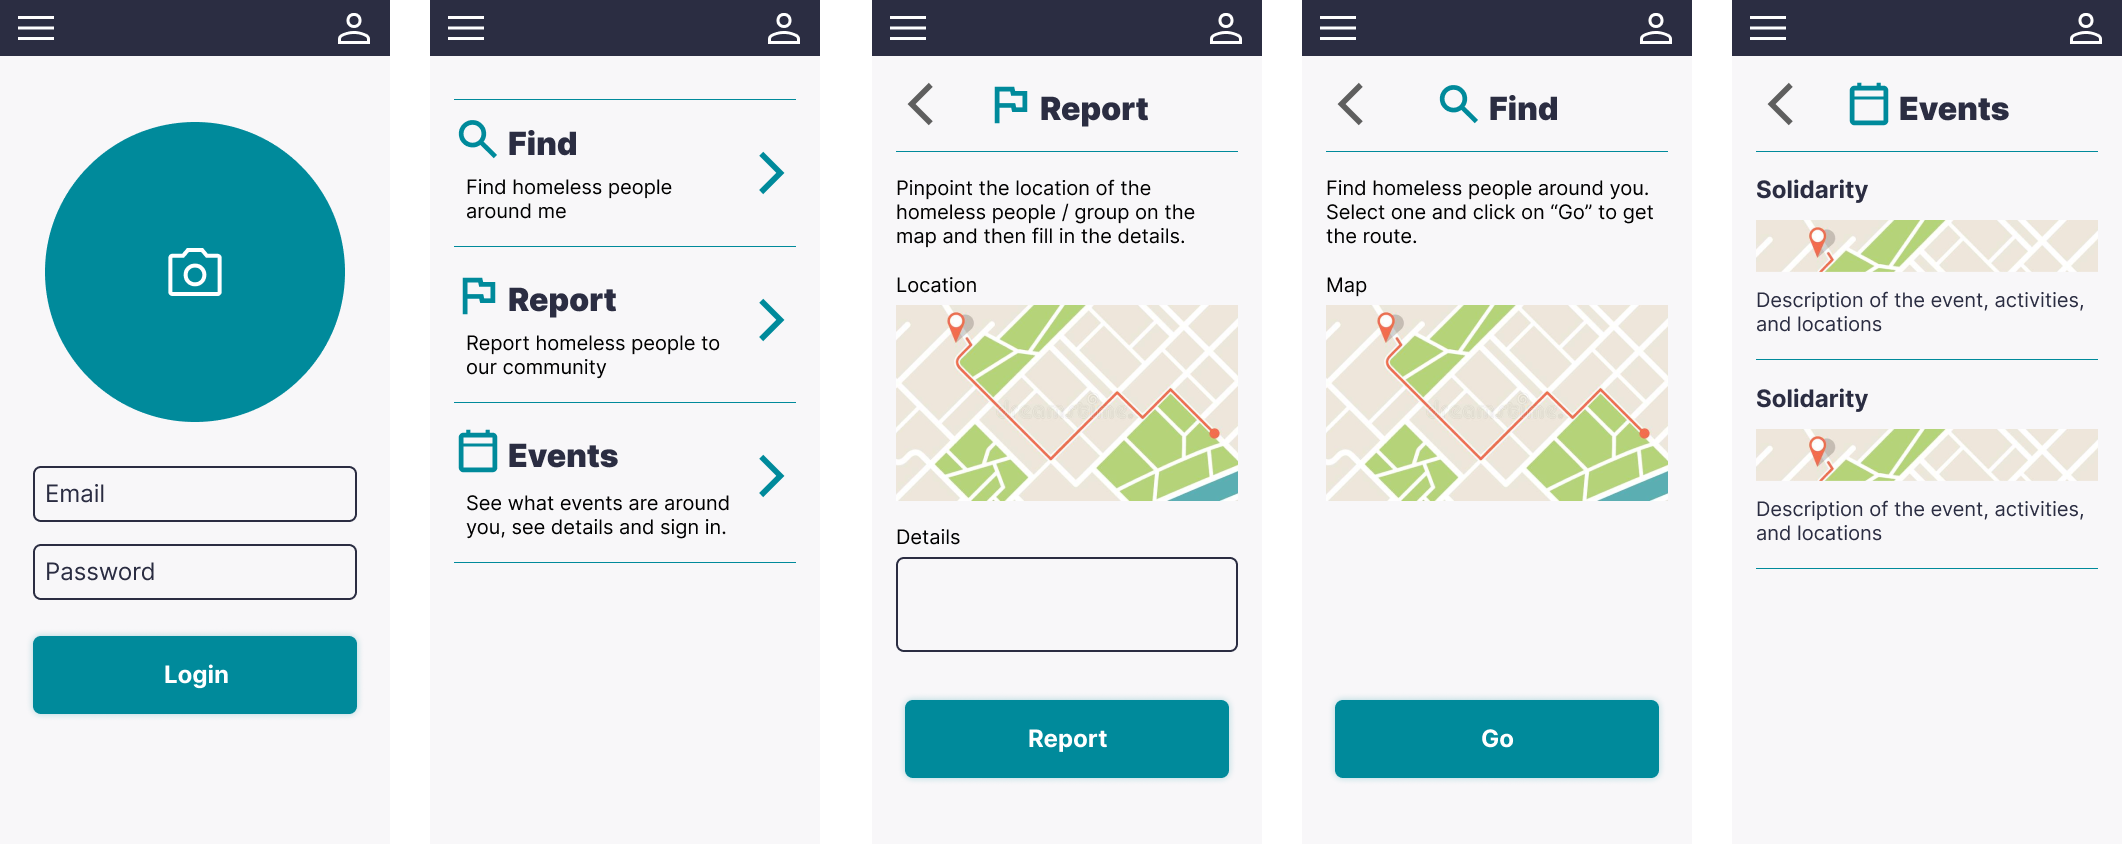 Email
Password
Login
Find
Find homeless people
around me
Report
Report homeless people to
our community
Events
See what events are around
you, see details and sign in.
Report
Pinpoint the location of the
homeless people / group on the
map and then fill in the details.
Location
Details
Report
Find
Find homeless people around you.
Select one and click on “Go” to get
the route.
Map
Go
Events
Solidarity
Description of the event, activities,
and locations
Solidarity
Description of the event, activities,
and locations